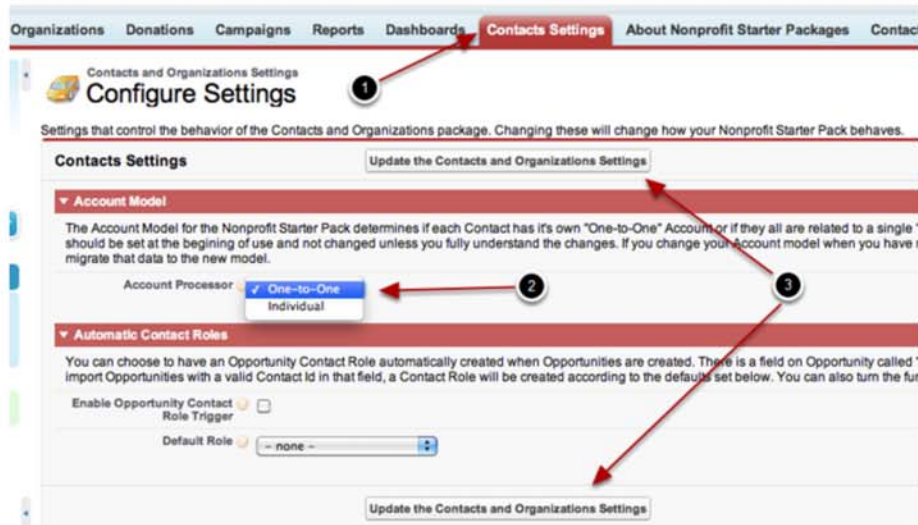 Organizations Donations Campaigns Reports Dashboards Contacts Settings About Nonprofit Starter Packages Contac
1
Contacts and Organizations Settings
Configure Settings
Settings that control the behavior of the Contacts and Organizations package. Changing these will change how your Nonprofit Starter Pack behaves.
Contacts Settings Update the Contacts and Organizations Settings
Account Model
The Account Model for the Nonprofit Starter Pack determines if each Contact has it's own "One-to-One" Account or if they all are related to a single "
should be set at the begining of use and not changed unless you fully understand the changes. If you change your Account model when you have
migrate that data to the new model.
Account Processor ✓ One-to-One 2 3
Individual
Automatic Contact Roles
You can choose to have an Opportunity Contact Role automatically created when Opportunities are created. There is a field on Opportunity called
import Opportunities with a valid Contact Id in that field, a Contact Role will be created according to the defaults set below. You can also turn the fu
Enable Opportunity Contact
Role Trigger
Default Role - none -
Update the Contacts and Organizations Settings